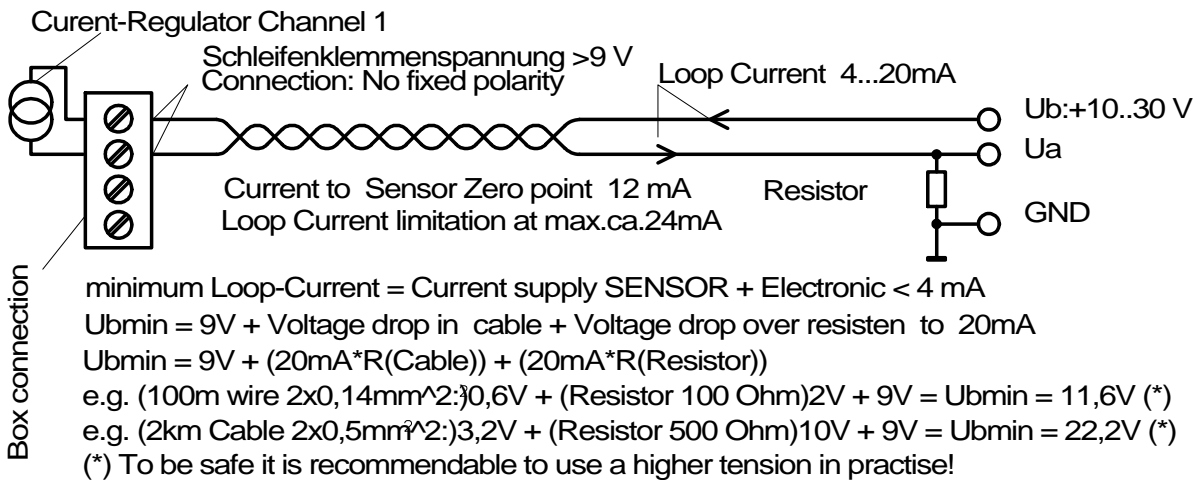 Curent-Regulator Channel 1
Schleifenklemmenspannung >9 V
Connection: No fixed polarity
Loop Current 4...20mA
Ub:+10..30 V
Ua
Current to Sensor Zero point 12 mA
Resistor
Loop Current limitation at max.ca.24mA
GND
Box connection
minimum Loop-Current = Current supply SENSOR + Electronic < 4 mA
Ubmin = 9V + Voltage drop in cable + Voltage drop over resisten to 20mA
Ubmin = 9V + (20mA*R(Cable)) + (20mA*R(Resistor))
e.g. (100m wire 2x0,14mm^2:)0,6V + (Resistor 100 Ohm)2V + 9V = Ubmin = 11,6V (*)
e.g. (2km Cable 2x0,5mm^2:)3,2V + (Resistor 500 Ohm)10V + 9V = Ubmin = 22,2V (*)
(*) To be safe it is recommendable to use a higher tension in practise!